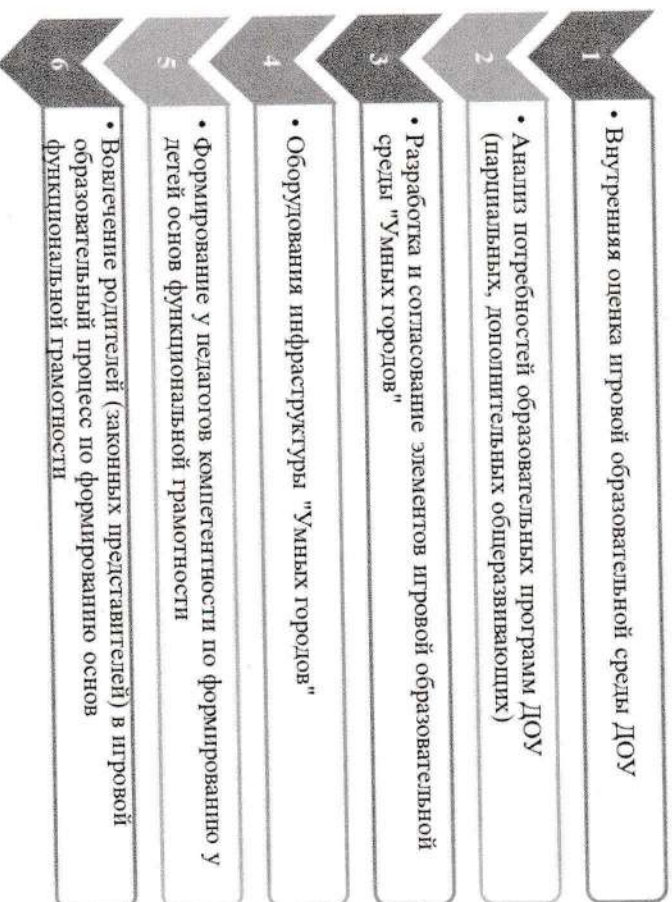 1
• Внутренняя оценка игровой образовательной среды ДОУ
2
• Анализ потребностей образовательных программ ДОУ
(парциальных, дополнительных общеразвивающих)
3
• Разработка и согласование элементов игровой образовательной
среды "Умных городов"
4
• Оборудования инфраструктуры "Умных городов"
5
• Формирование у педагогов компетентности по формированию у
детей основ функциональной грамотности
6
• Вовлечение родителей (законных представителей) в игровой
образовательный процесс по формированию основ
функциональной грамотности